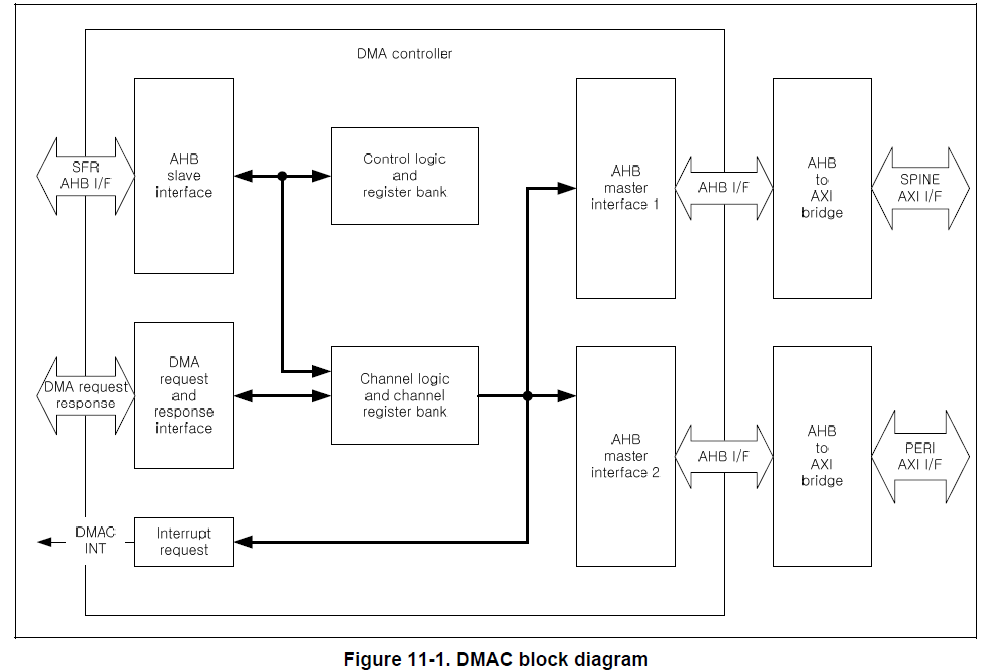 DMA controller
SFR
AHB I/F
AHB
slave
interface
Control logic
and
register bank
AHB
master
interface 1
AHB I/F
AHB
to
AXI
bridge
SPINE
AXI I/F
DMA request
response
DMA
request
and
response
interface
Channel logic
and channel
register bank
AHB
master
interface 2
AHB I/F
AHB
to
AXI
bridge
PERI
AXI I/F
DMAC
INT
Interrupt
request
Figure 11-1. DMAC block diagram